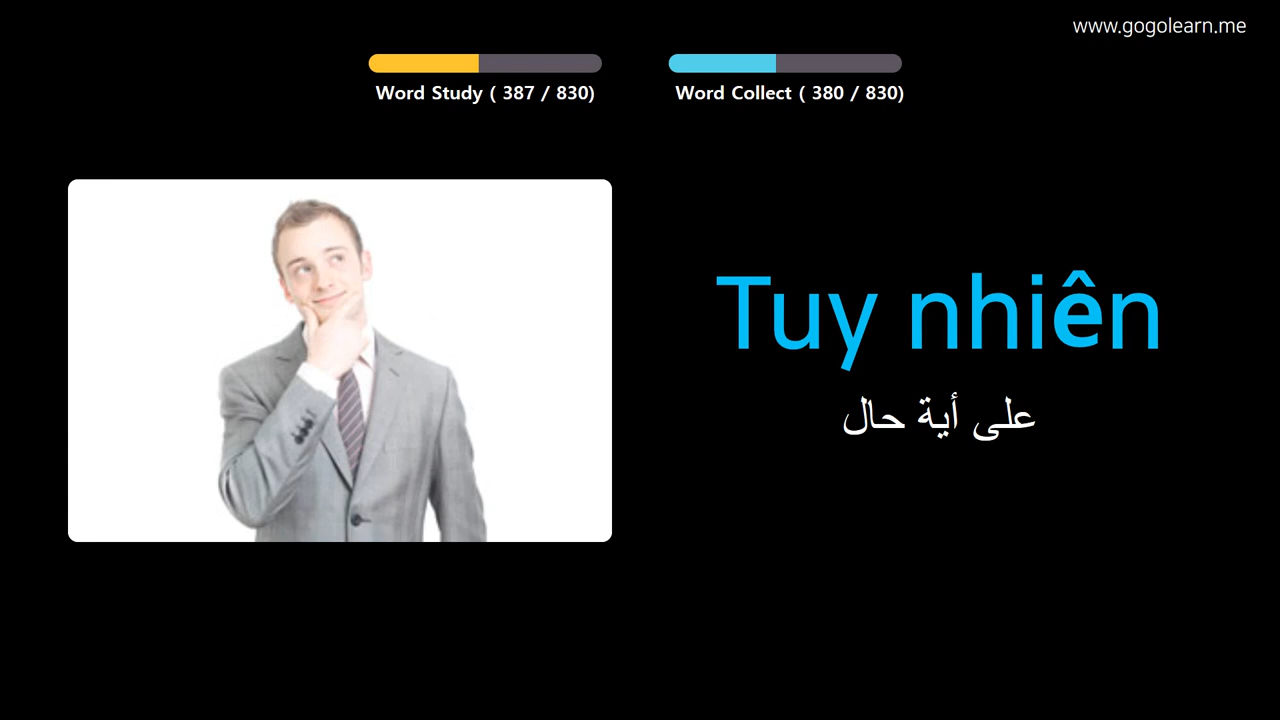 www.gogolearn.me
Word Study ( 387 / 830)
Word Collect ( 380 / 830)
Tuy nhiên
على أية حال